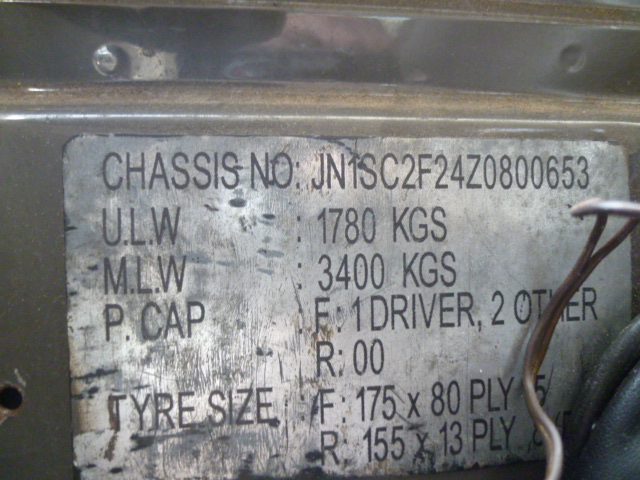 CHASSIS NO: JN1SC2F24Z0800653
U.L.W : 1780 KGS
M.L.W : 3400 KGS
P. CAP : F: 1 DRIVER, 2 OTHER
R: 00
TYRE SIZE : F: 175 x 80 PLY
R. 155 x 13 PLY